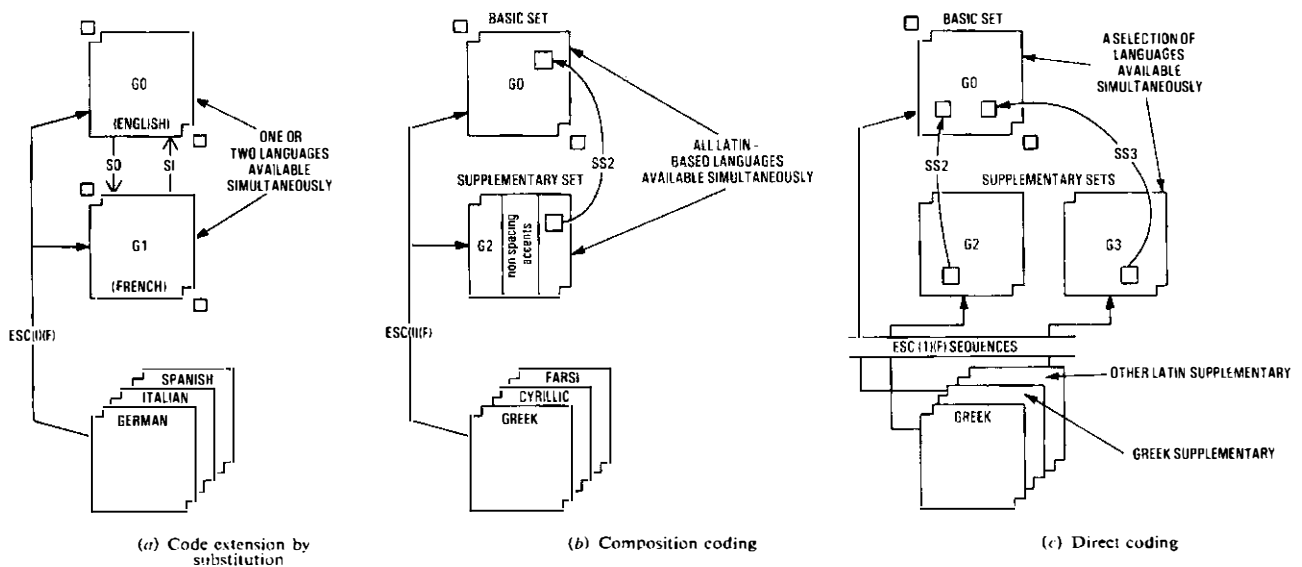 G0
(ENGLISH)
SO
SI
G1
(FRENCH)
ONE OR
TWO LANGUAGES
AVAILABLE
SIMULTANEOUSLY
ESC(I)(F)
SPANISH
ITALIAN
GERMAN
(a) Code extension by
substitution
BASIC SET
G0
SS2
SUPPLEMENTARY SET
G2
non spacing
accents
ALL LATIN -
BASED LANGUAGES
AVAILABLE SIMULTANEOUSLY
ESC(I)(F)
FARSI
CYRILLIC
GREEK
(b) Composition coding
BASIC SET
G0
A SELECTION OF
LANGUAGES
AVAILABLE
SIMULTANEOUSLY
SS2
SS3
SUPPLEMENTARY SETS
G2
G3
ESC (1)(F) SEQUENCES
OTHER LATIN SUPPLEMENTARY
GREEK
GREEK SUPPLEMENTARY
(c) Direct coding